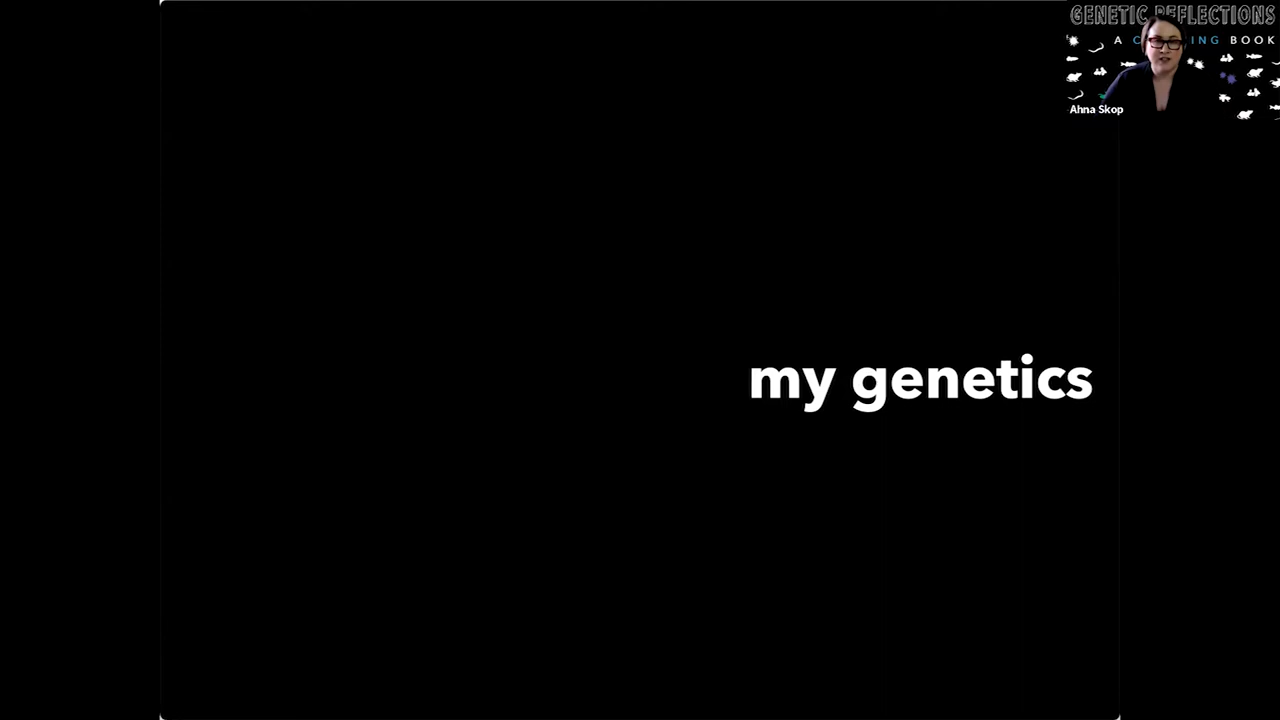 GENETIC REFLECTIONS
A C ING BOOK
Ahna Skop
my genetics